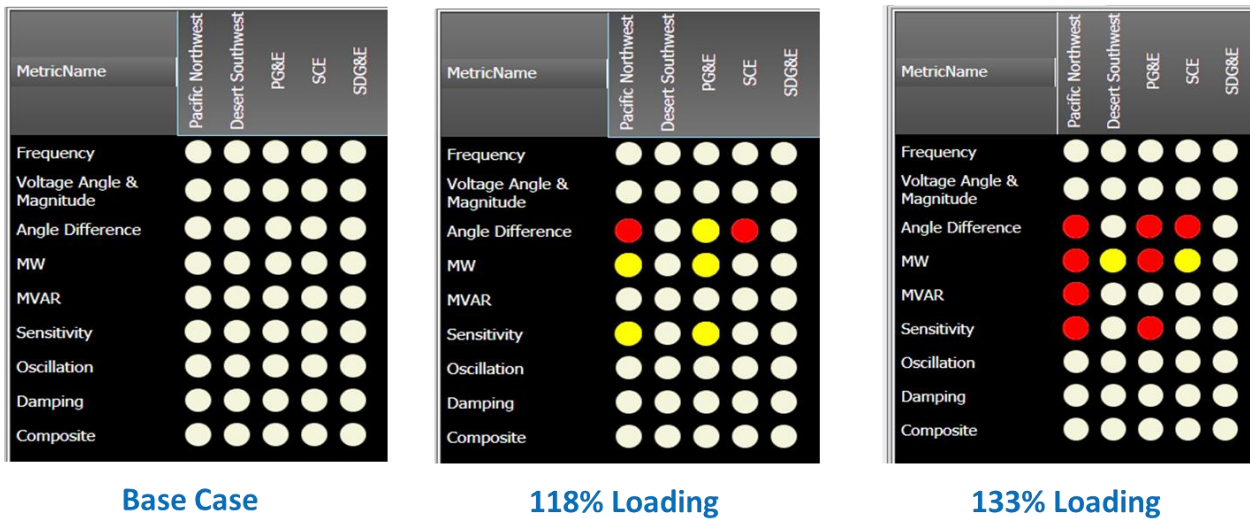 MetricName
Pacific Northwest
Desert Southwest
PG&E
SCE
SDG&E
Frequency
Voltage Angle &
Magnitude
Angle Difference
MW
MVAR
Sensitivity
Oscillation
Damping
Composite
Base Case
MetricName
Pacific Northwest
Desert Southwest
PG&E
SCE
SDG&E
Frequency
Voltage Angle &
Magnitude
Angle Difference
MW
MVAR
Sensitivity
Oscillation
Damping
Composite
118% Loading
MetricName
Pacific Northwest
Desert Southwest
PG&E
SCE
SDG&E
Frequency
Voltage Angle &
Magnitude
Angle Difference
MW
MVAR
Sensitivity
Oscillation
Damping
Composite
133% Loading